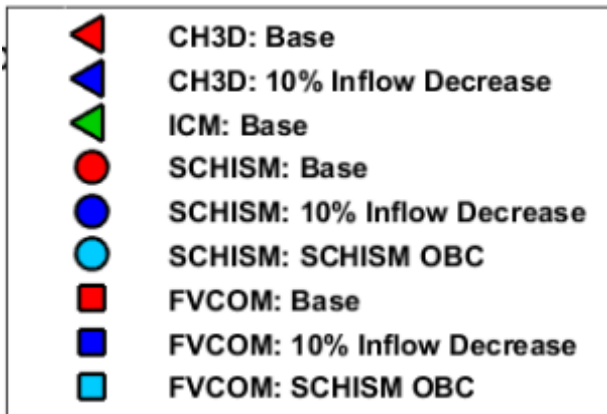 CH3D: Base
CH3D: 10% Inflow Decrease
ICM: Base
SCHISM: Base
SCHISM: 10% Inflow Decrease
SCHISM: SCHISM OBC
FVCOM: Base
FVCOM: 10% Inflow Decrease
FVCOM: SCHISM OBC